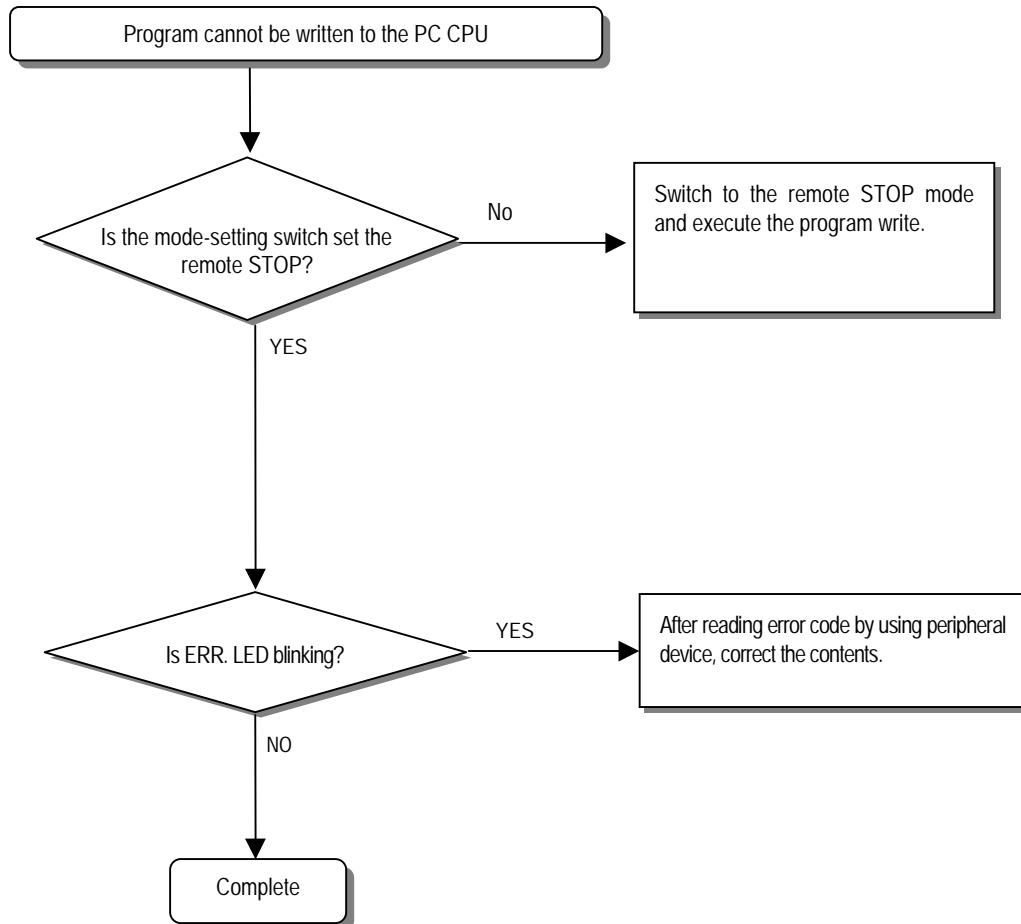 Program cannot be written to the PC CPU
Is the mode-setting switch set the
remote STOP?
No
Switch to the remote STOP mode
and execute the program write.
YES
Is ERR. LED blinking?
YES
After reading error code by using peripheral
device, correct the contents.
NO
Complete